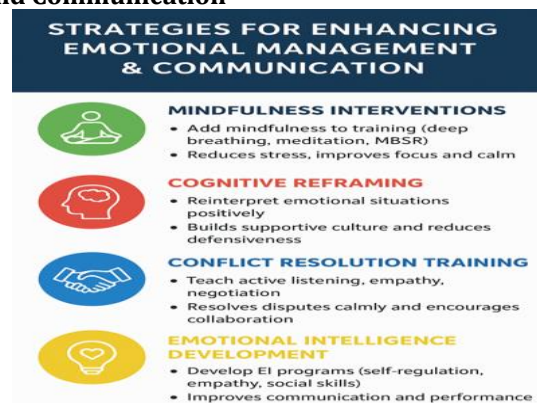 nd Communication
STRATEGIES FOR ENHANCING
EMOTIONAL MANAGEMENT
& COMMUNICATION
MINDFULNESS INTERVENTIONS
• Add mindfulness to training (deep
breathing, meditation, MBSR)
• Reduces stress, improves focus and calm
COGNITIVE REFRAMING
• Reinterpret emotional situations
positively
• Builds supportive culture and reduces
defensiveness
CONFLICT RESOLUTION TRAINING
• Teach active listening, empathy,
negotiation
• Resolves disputes calmly and encourages
collaboration
EMOTIONAL INTELLIGENCE
DEVELOPMENT
• Develop EI programs (self-regulation,
empathy, social skills)
• Improves communication and performance